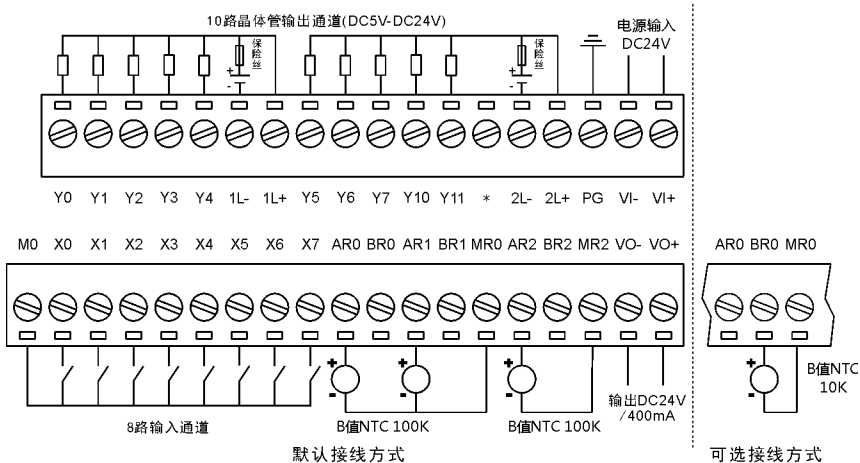 10路晶体管输出通道(DC5V-DC24V)
电源输入
DC24V
保险丝
+
-
保险丝
+
-
Y0 Y1 Y2 Y3 Y4 1L- 1L+ Y5 Y6 Y7 Y10 Y11 * 2L- 2L+ PG VI- VI+
M0 X0 X1 X2 X3 X4 X5 X6 X7 AR0 BR0 AR1 BR1 MR0 AR2 BR2 MR2 VO- VO+
AR0 BR0 MR0
+ + + +
- - - -
8路输入通道
B值NTC 100K
B值NTC 100K
输出DC24V
/400mA
B值NTC
10K
默认接线方式
可选接线方式